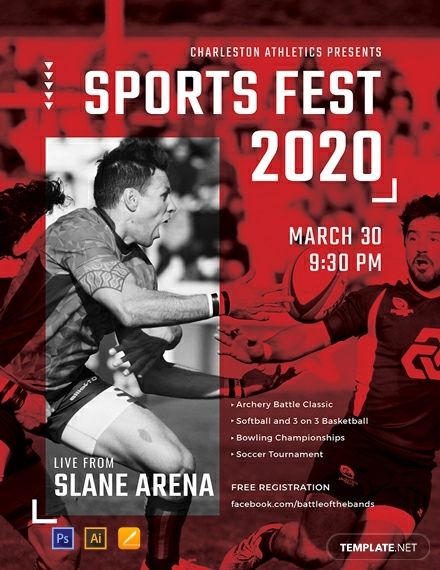 CHARLESTON ATHLETICS PRESENTS
SPORTS FEST
2020
MARCH 30
9:30 PM
▸ Archery Battle Classic
▸ Softball and 3 on 3 Basketball
▸ Bowling Championships
▸ Soccer Tournament
LIVE FROM
SLANE ARENA
FREE REGISTRATION
facebook.com/battleofthebands
Ps
Ai
TEMPLATE.NET